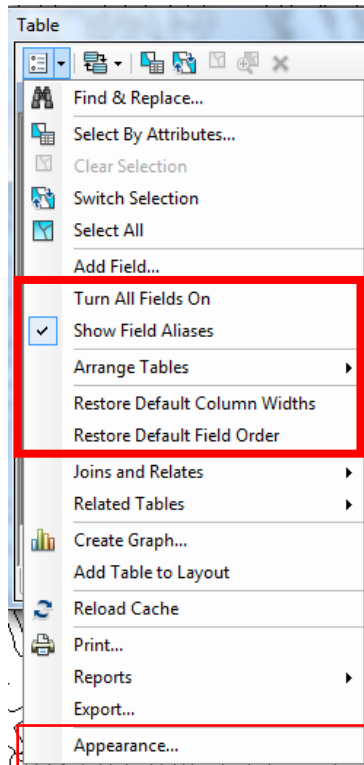 Table
Find & Replace...
Select By Attributes...
Clear Selection
Switch Selection
Select All
Add Field...
Turn All Fields On
Show Field Aliases
Arrange Tables
Restore Default Column Widths
Restore Default Field Order
Joins and Relates
Related Tables
Create Graph...
Add Table to Layout
Reload Cache
Print...
Reports
Export...
Appearance...